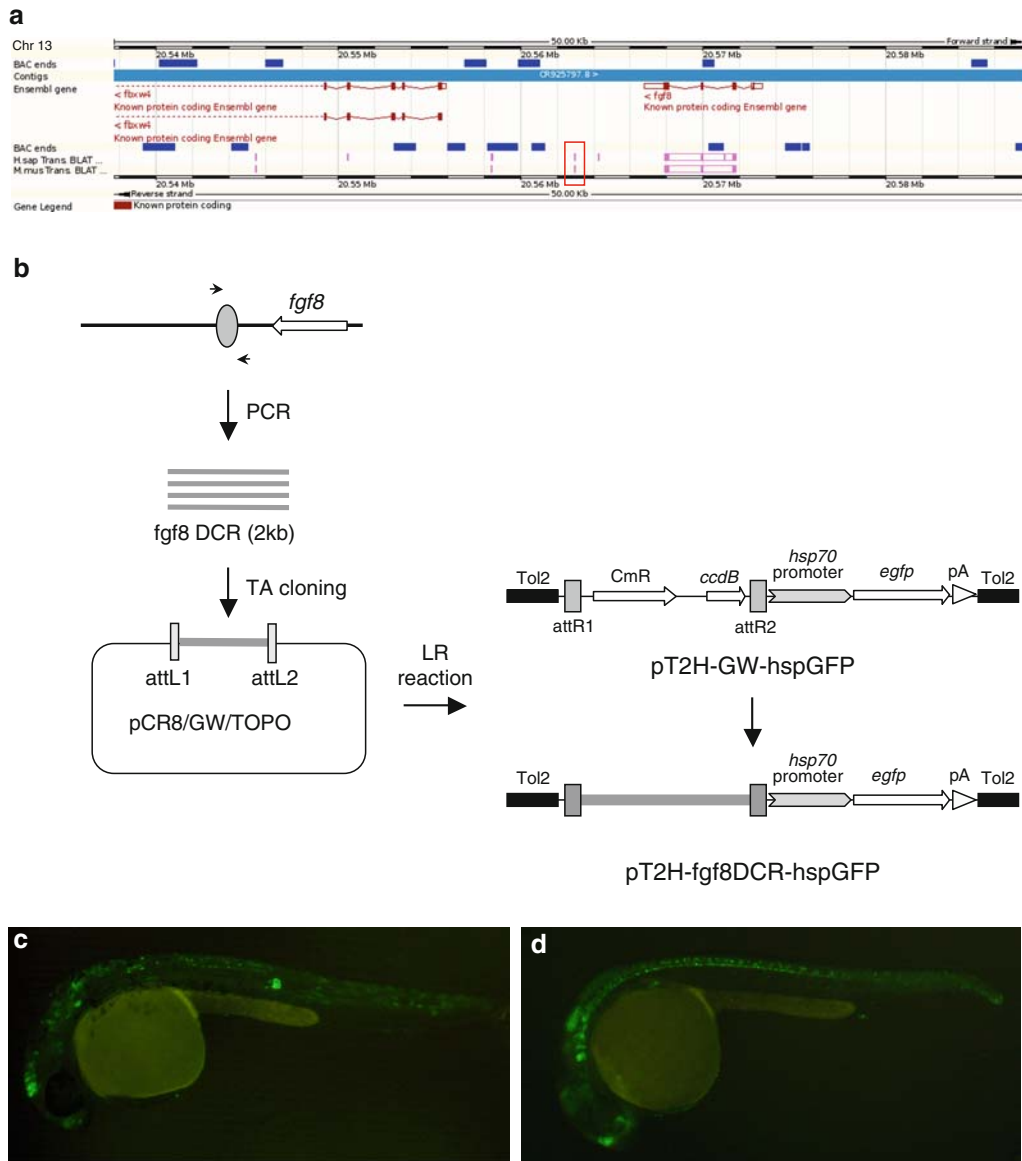 a
Chr 13
50.00 Kb
Forward strand
20.54 Mb 20.55 Mb 20.56 Mb 20.57 Mb 20.58 Mb
BAC ends
Contigs
CR925797.8 >
Ensembl gene
< fbxw4
Known protein coding Ensembl gene
< fgf8
Known protein coding Ensembl gene
< fbxw4
Known protein coding Ensembl gene
BAC ends
H.sap Trans. BLAT ...
M.mus Trans. BLAT ...
20.54 Mb 20.55 Mb 20.56 Mb 20.57 Mb 20.58 Mb
Reverse strand
50.00 Kb
Gene Legend
Known protein coding
b
fgf8
PCR
fgf8 DCR (2kb)
TA cloning
attL1 attL2
pCR8/GW/TOPO
LR
reaction
Tol2 CmR ccdB hsp70
promoter egfp pA Tol2
attR1 attR2
pT2H-GW-hspGFP
Tol2 hsp70
promoter egfp pA Tol2
pT2H-fgf8DCR-hspGFP
c
d